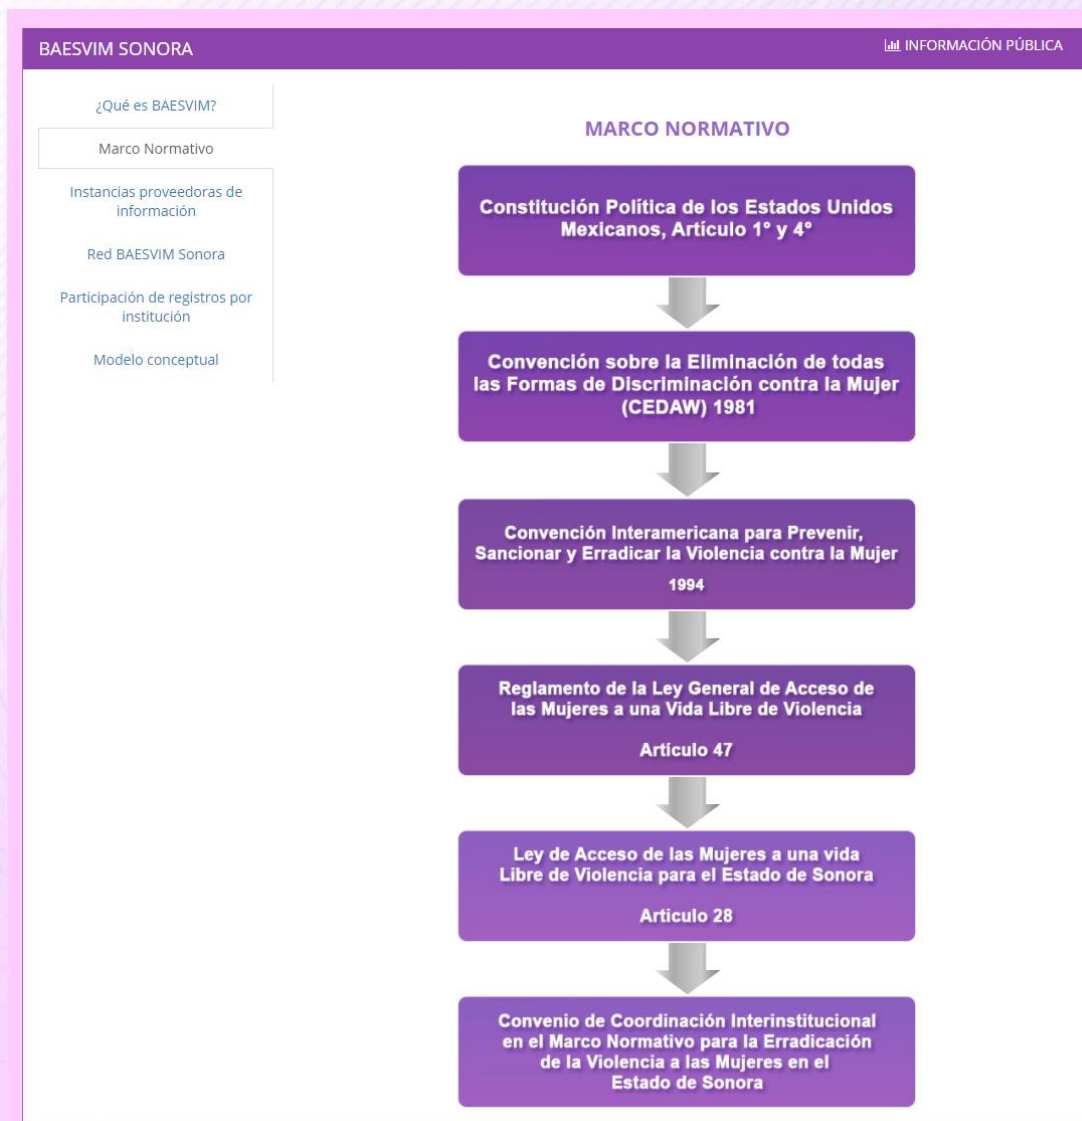 BAESVIM SONORA
INFORMACIÓN PÚBLICA
¿Qué es BAESVIM?
Marco Normativo
Instancias proveedoras de
información
Red BAESVIM Sonora
Participación de registros por
institución
Modelo conceptual
MARCO NORMATIVO
Constitución Política de los Estados Unidos
Mexicanos, Artículo 1° y 4°
Convención sobre la Eliminación de todas
las Formas de Discriminación contra la Mujer
(CEDAW) 1981
Convención Interamericana para Prevenir,
Sancionar y Erradicar la Violencia contra la Mujer
1994
Reglamento de la Ley General de Acceso de
las Mujeres a una Vida Libre de Violencia
Artículo 47
Ley de Acceso de las Mujeres a una vida
Libre de Violencia para el Estado de Sonora
Articulo 28
Convenio de Coordinación Interinstitucional
en el Marco Normativo para la Erradicación
de la Violencia a las Mujeres en el
Estado de Sonora